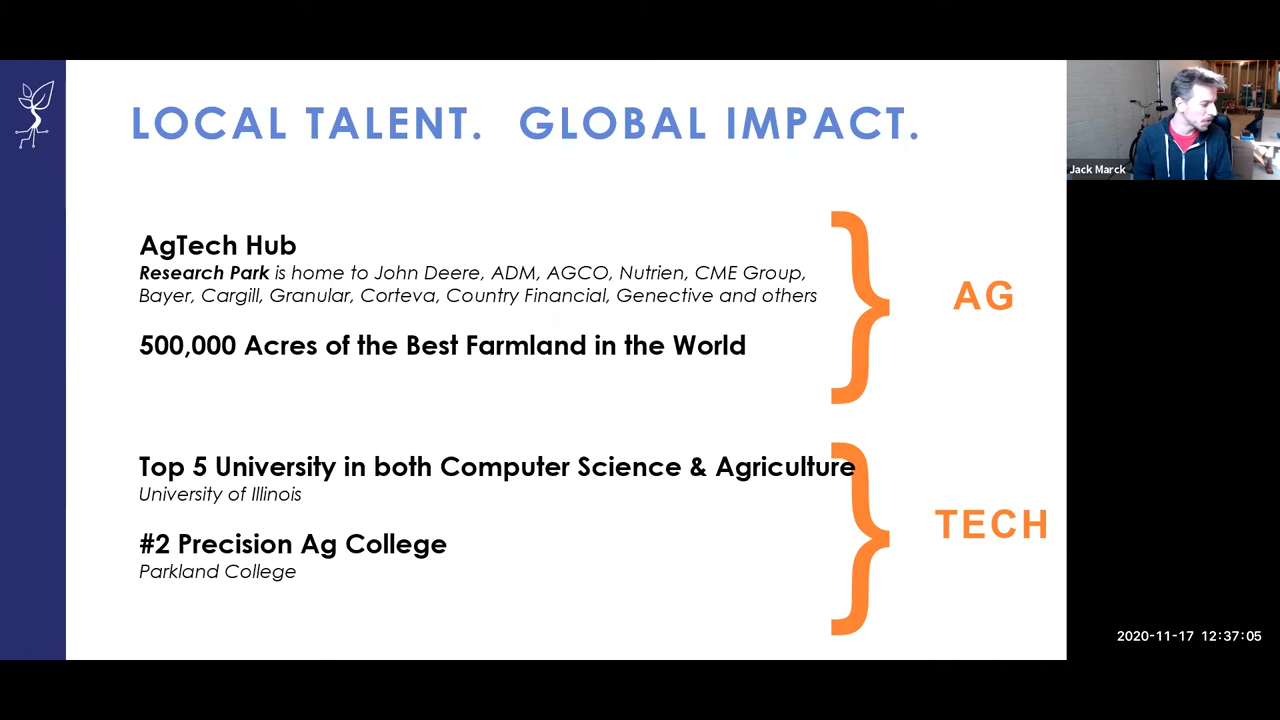 LOCAL TALENT. GLOBAL IMPACT.
AgTech Hub
Research Park is home to John Deere, ADM, AGCO, Nutrien, CME Group,
Bayer, Cargill, Granular, Corteva, Country Financial, Genective and others
500,000 Acres of the Best Farmland in the World
} AG
Top 5 University in both Computer Science & Agriculture
University of Illinois
#2 Precision Ag College
Parkland College
} TECH
Jack Marck
2020-11-17 12:37:05